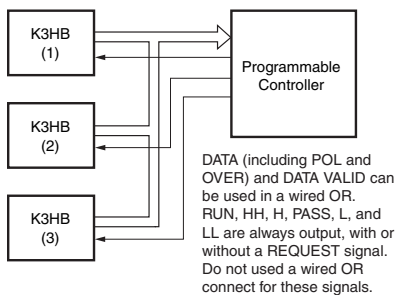 K3HB
(1)
Programmable
Controller
K3HB
(2)
K3HB
(3)
DATA (including POL and
OVER) and DATA VALID can
be used in a wired OR.
RUN, HH, H, PASS, L, and
LL are always output, with or
without a REQUEST signal.
Do not used a wired OR
connect for these signals.